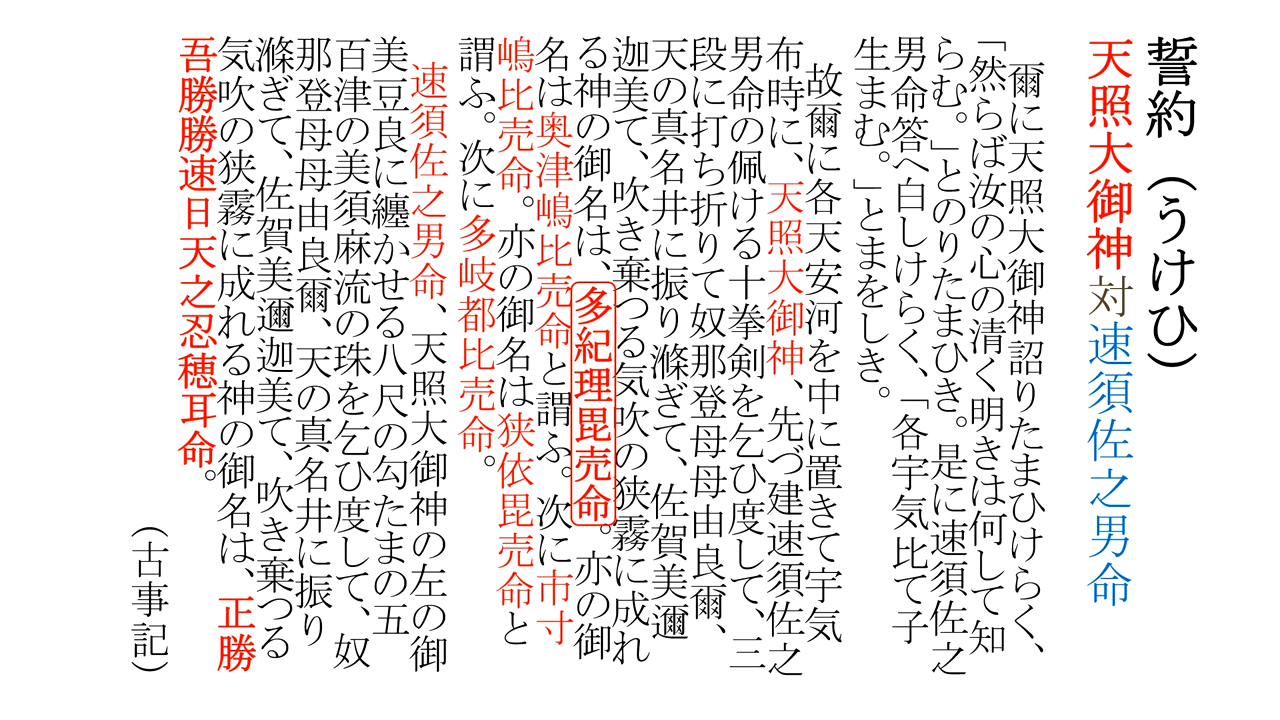 誓約（うけひ）
天照大御神対速須佐之男命
爾に天照大御神詔りたまひけらく、
「然らば汝の心の清く明きは何して知
らむ。」とのりたまひき。是に速須佐之
男命答へ白しけらく、「各宇気比て子
生まむ。」とまをしき。
故爾に各天安河を中に置きて宇気
布時に、天照大御神、先づ建速須佐之
男命の佩ける十拳剣を乞ひ度して、三
段に打ち折りて奴那登母母由良爾、
天の真名井に振り滌ぎて、佐賀美邇
迦美て、吹き棄つる気吹の狭霧に成れ
る神の御名は、多紀理毘売命。亦の御
名は奥津嶋比売命と謂ふ。次に市寸
嶋比売命。亦の御名は狭依毘売命と
謂ふ。次に多岐都比売命。
速須佐之男命、天照大御神の左の御
美豆良に纏かせる八尺の勾たまの五
百津の美須麻流の珠を乞ひ度して、奴
那登母母由良爾、天の真名井に振り
滌ぎて、佐賀美邇迦美て、吹き棄つる
気吹の狭霧に成れる神の御名は、正勝
吾勝勝速日天之忍穂耳命。
（古事記）